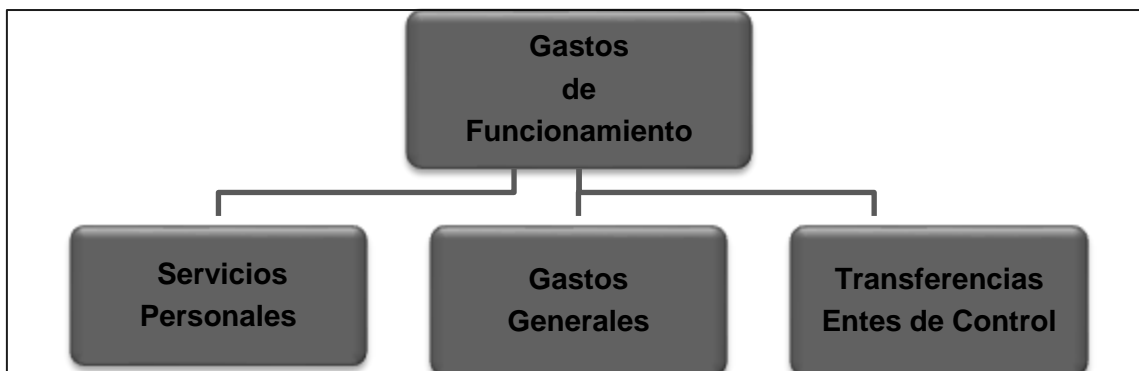 Gastos
de
Funcionamiento
Servicios
Personales
Gastos
Generales
Transferencias
Entes de Control